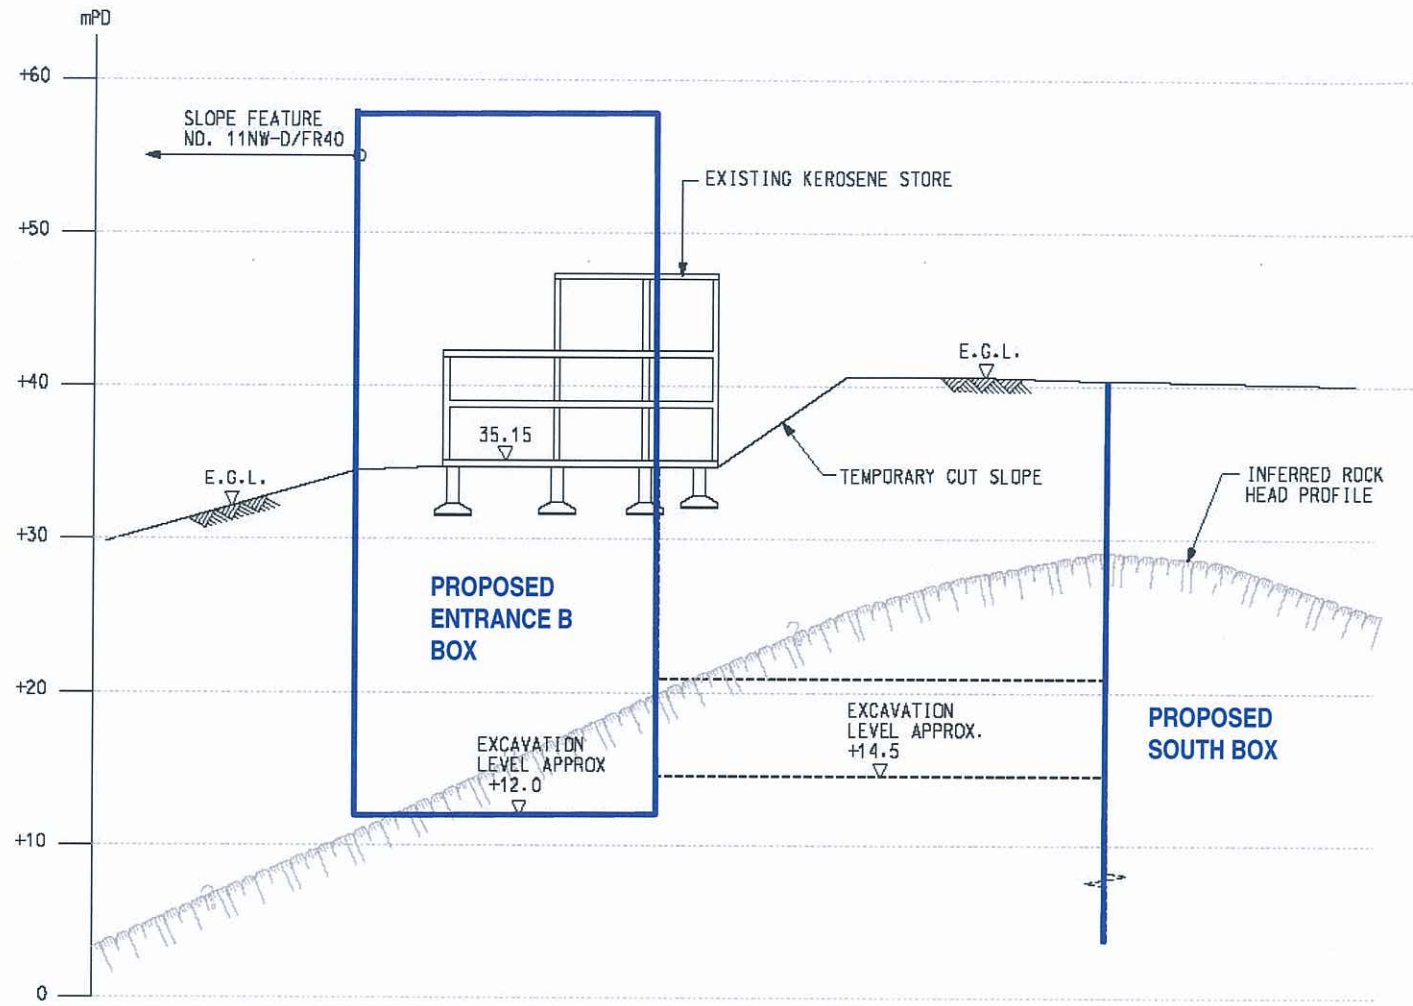 mPD
+60
SLOPE FEATURE
NO. 11NW-D/FR40
EXISTING KEROSENE STORE
+50
E.G.L.
+40
35.15
E.G.L.
TEMPORARY CUT SLOPE
INFERRED ROCK
HEAD PROFILE
+30
PROPOSED
ENTRANCE B
BOX
?
+20
EXCAVATION
LEVEL APPROX.
+14.5
PROPOSED
SOUTH BOX
EXCAVATION
LEVEL APPROX
+12.0
+10
?
0